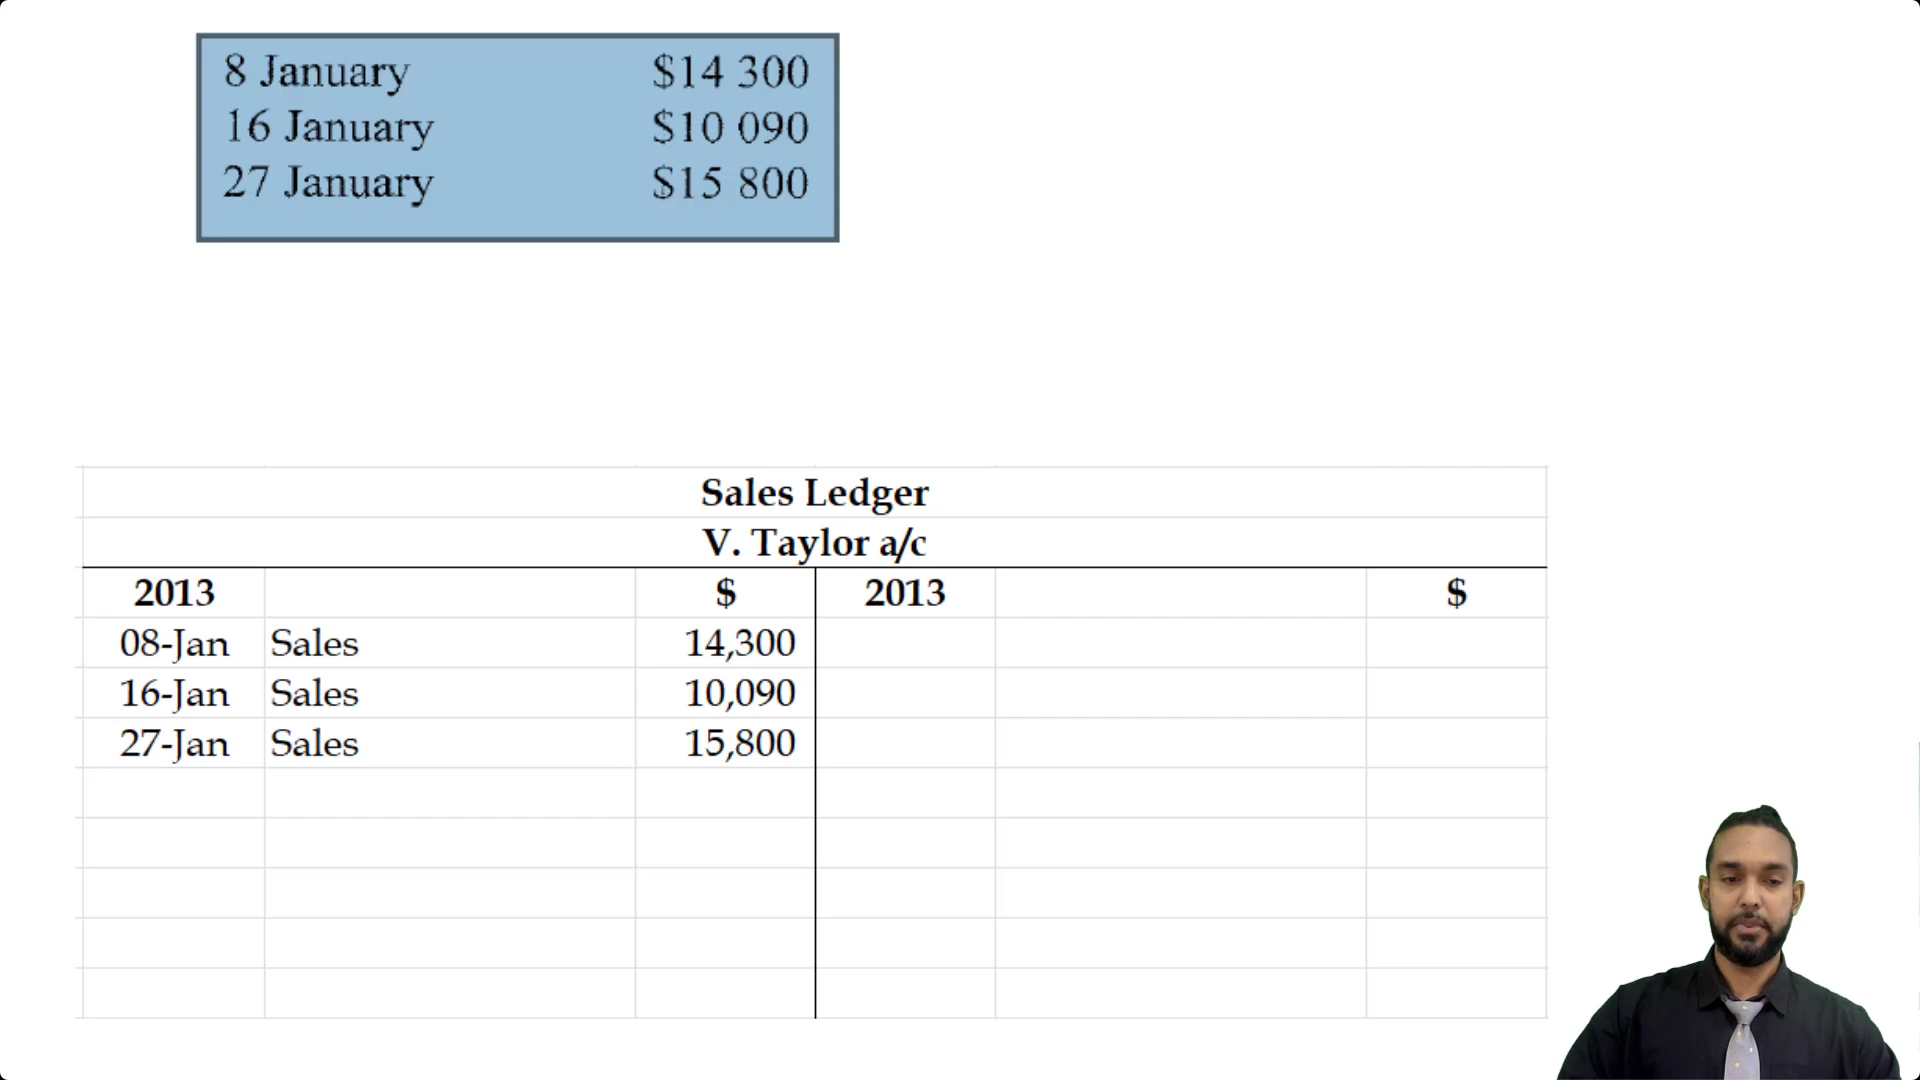 8 January $14 300
16 January $10 090
27 January $15 800
Sales Ledger
V. Taylor a/c
2013 $ 2013 $
08-Jan Sales 14,300
16-Jan Sales 10,090
27-Jan Sales 15,800